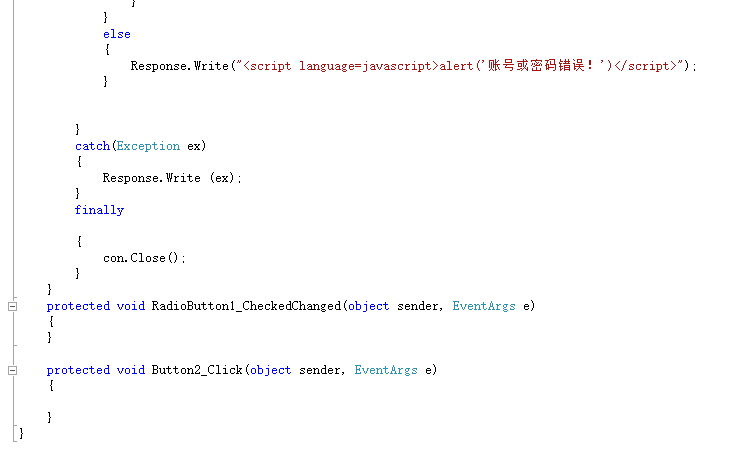 }
}
else
{
Response.Write("<script language=javascript>alert('账号或密码错误！')</script>");
}
}
catch(Exception ex)
{
Response.Write (ex);
}
finally
{
con.Close();
}
}
protected void RadioButton1_CheckedChanged(object sender, EventArgs e)
{
}
protected void Button2_Click(object sender, EventArgs e)
{
}
}